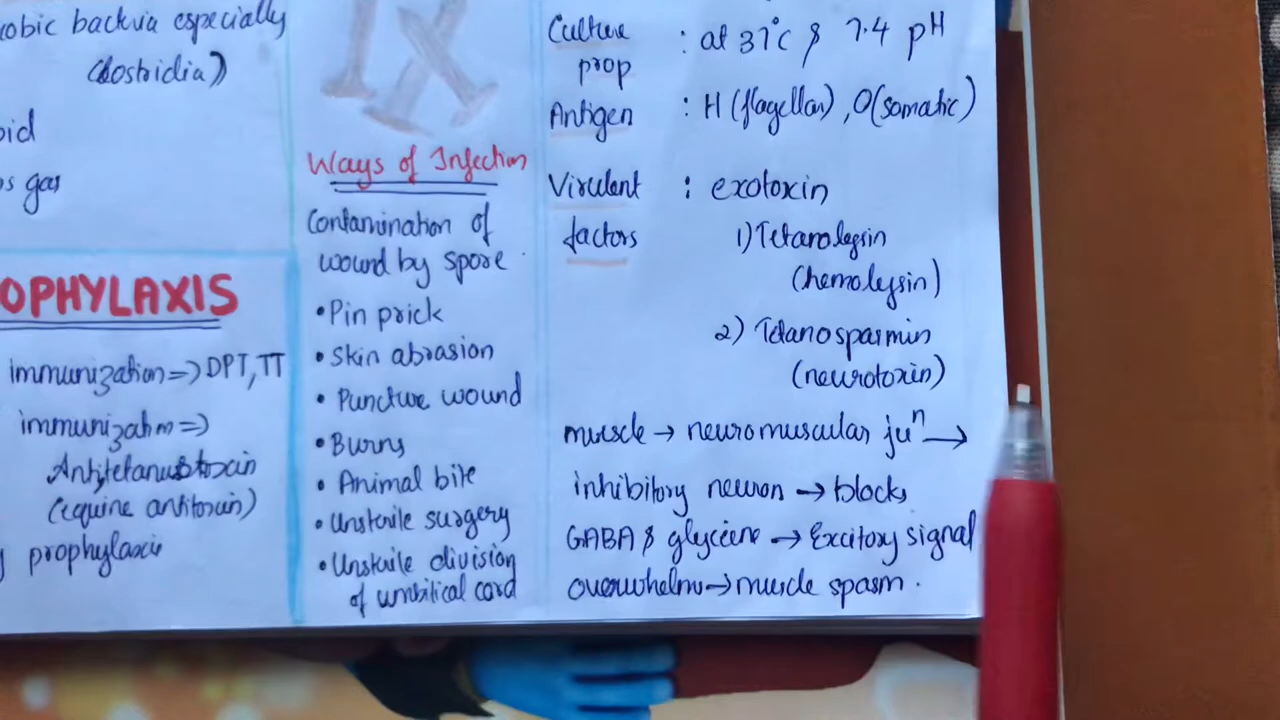 obic bactvia especially
Clostridia)
oid
s gas
OPHYLAXIS
immunization => DPT, TT
immunization =>
Antitetanus toxin
(equine antitoxin)
prophylaxis
Ways of Infection
Contamination of
wound by spore
• Pin prick
• Skin abrasion
• Puncture wound
• Burns
• Animal bite
• Unsterile surgery
• Unsterile division
of umbilical cord
Culture : at 37°C & 7.4 pH
prop
Antigen : H (flagellar), O (somatic)
Virulent : exotoxin
factors 1) Tetanolysin
(hemolysin)
2) Tetanospasmin
(neurotoxin)
muscle → neuromuscular juⁿ →
inhibitory neuron → blocks
GABA & glyciene → Excitory signal
overwhelm → muscle spasm.